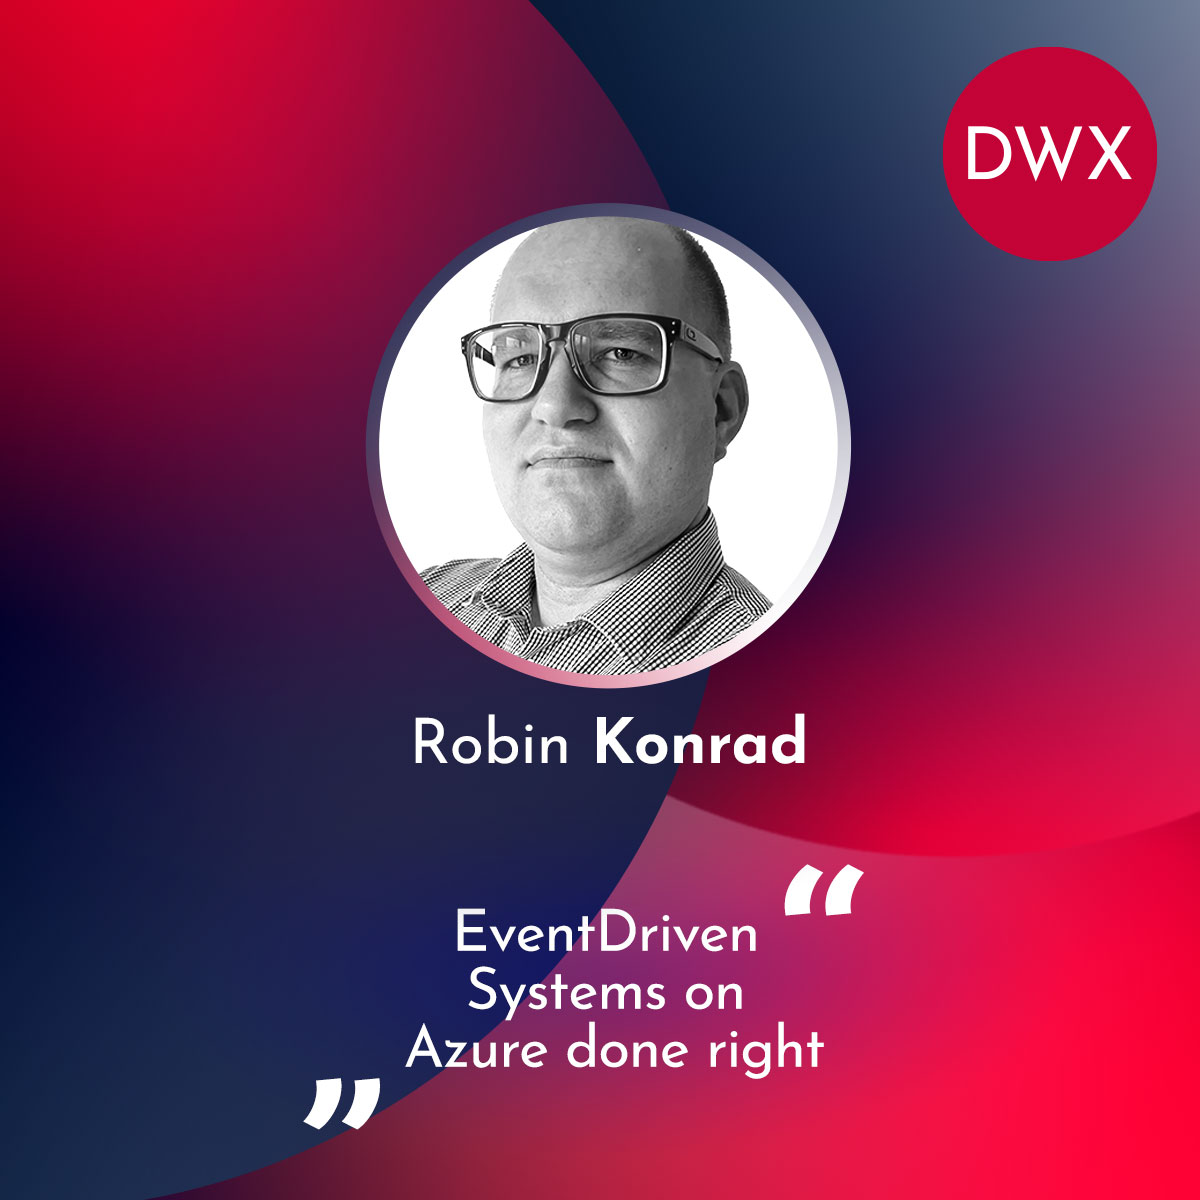 DWX
Robin Konrad
“
EventDriven
Systems on
Azure done right
”